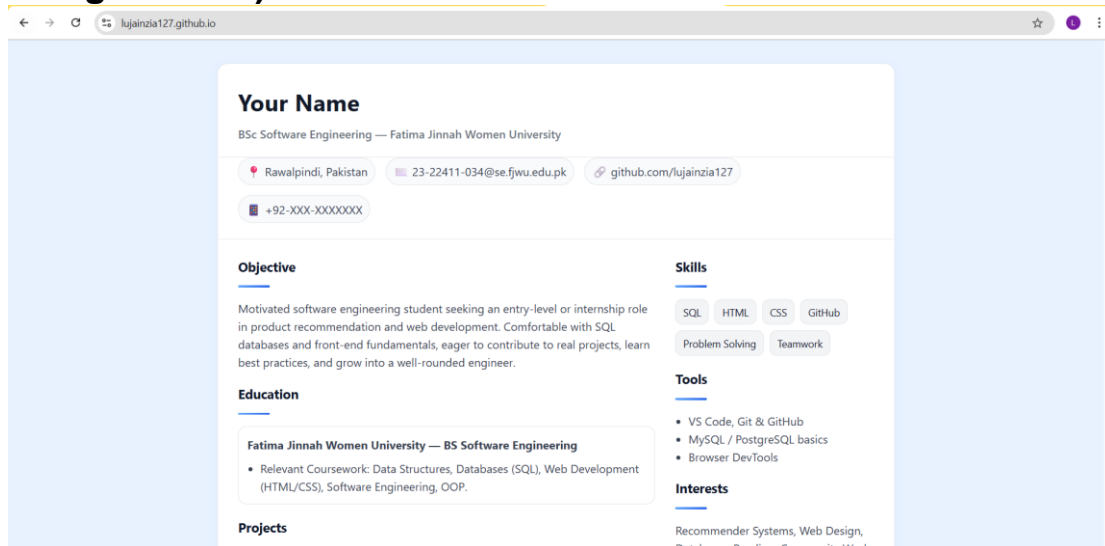 lujainzia127.github.io
L
Your Name
BSc Software Engineering — Fatima Jinnah Women University
Rawalpindi, Pakistan
23-22411-034@se.fjwu.edu.pk
github.com/lujainzia127
+92-XXX-XXXXXXX
Objective
Motivated software engineering student seeking an entry-level or internship role
in product recommendation and web development. Comfortable with SQL
databases and front-end fundamentals, eager to contribute to real projects, learn
best practices, and grow into a well-rounded engineer.
Education
Fatima Jinnah Women University — BS Software Engineering
• Relevant Coursework: Data Structures, Databases (SQL), Web Development
(HTML/CSS), Software Engineering, OOP.
Projects
Skills
SQL
HTML
CSS
GitHub
Problem Solving
Teamwork
Tools
• VS Code, Git & GitHub
• MySQL / PostgreSQL basics
• Browser DevTools
Interests
Recommender Systems, Web Design,